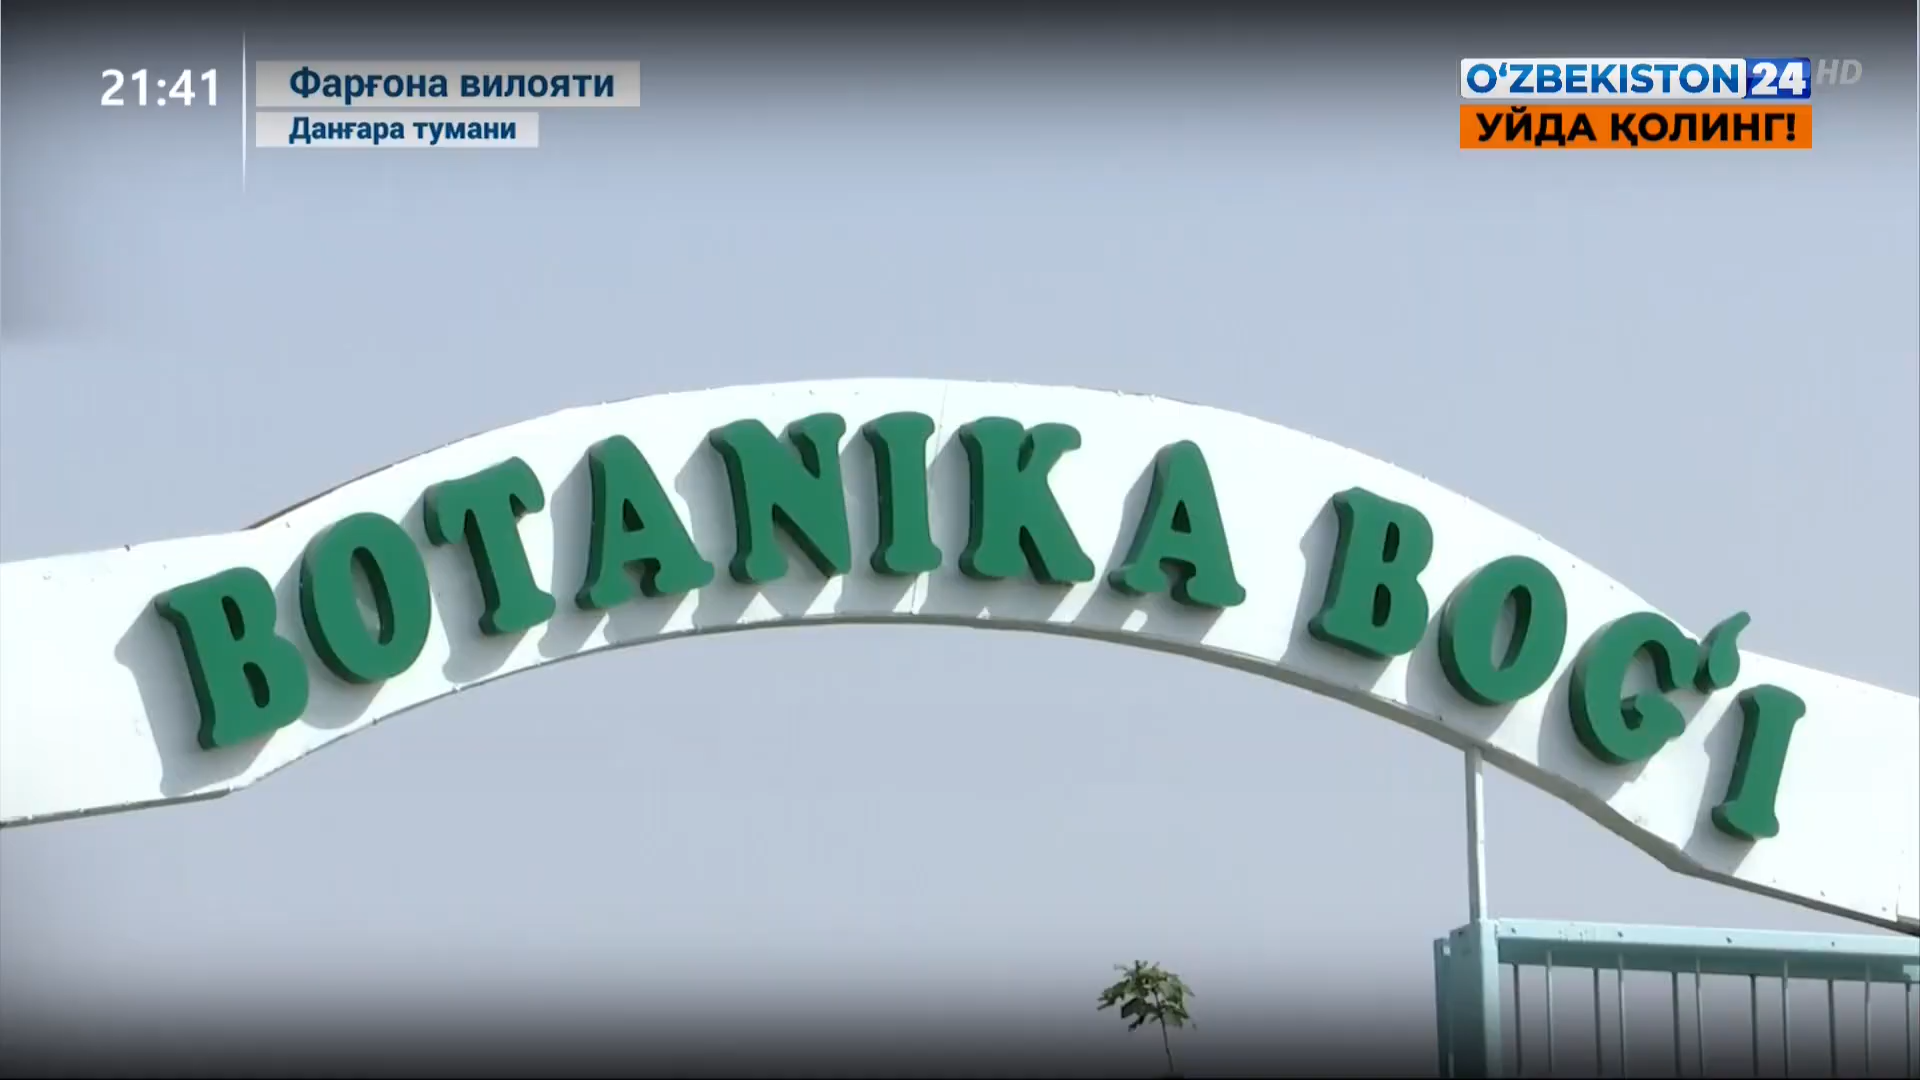 21:41
Фарғона вилояти
Данғара тумани
O‘ZBEKISTON 24 HD
УЙДА ҚОЛИНГ!
BOTANIKA BOG‘I